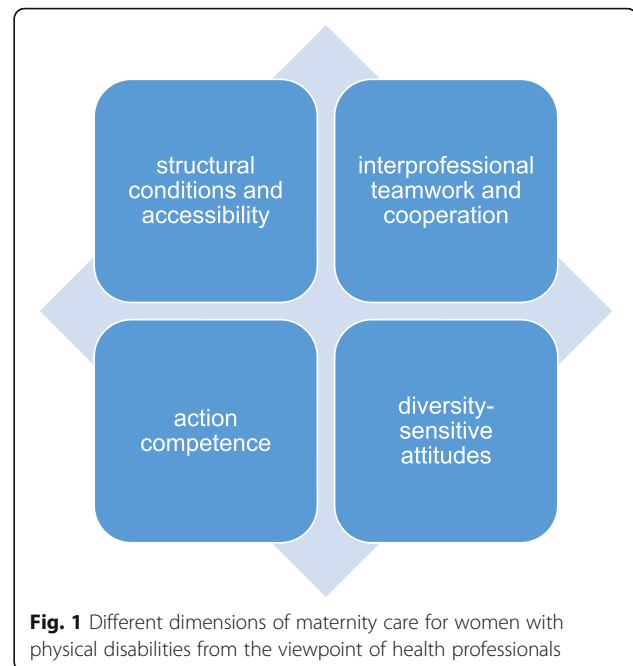 structural
conditions and
accessibility
interprofessional
teamwork and
cooperation
action
competence
diversity-
sensitive
attitudes
Fig. 1 Different dimensions of maternity care for women with
physical disabilities from the viewpoint of health professionals